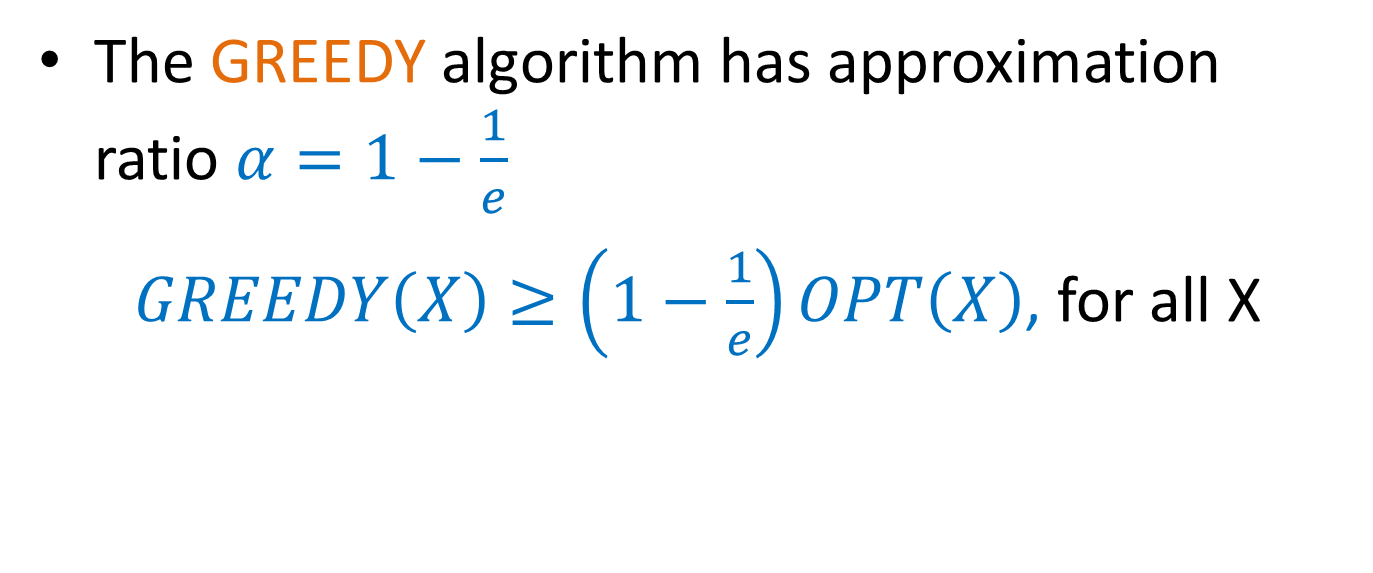 • The GREEDY algorithm has approximation
ratio α = 1 − 1/e
GREEDY(X) ≥ (1 − 1/e) OPT(X), for all X